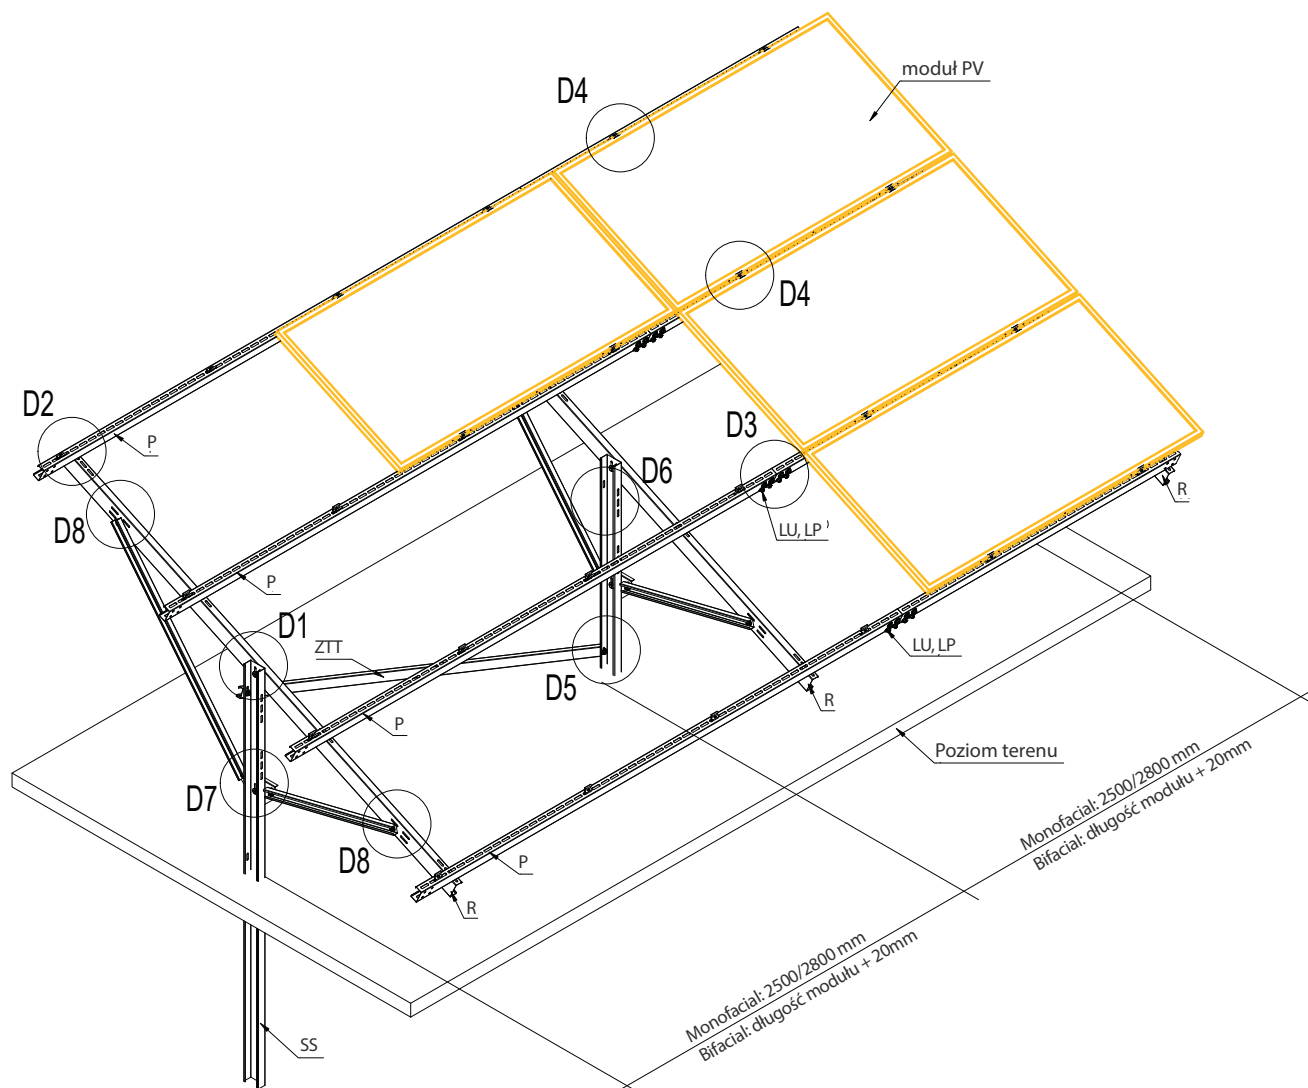 moduł PV
D4
D4
D2
P
D8
D3
D6
R
LU, LP
P
D1
ZTT
LU, LP
D5
R
P
Poziom terenu
D7
D8
P
R
Monofacial: 2500/2800 mm
Bifacial: długość modułu + 20mm
Monofacial: 2500/2800 mm
Bifacial: długość modułu + 20mm
SS